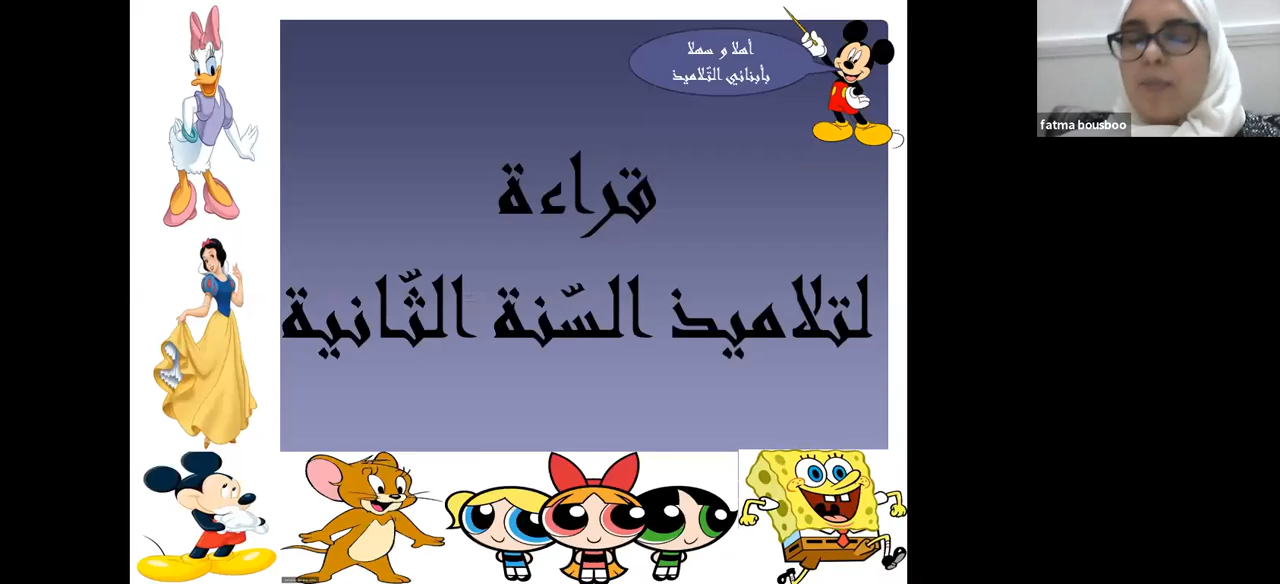 أهلا و سهلا
بأبنائي التّلاميذ
قراءة
لتلاميذ السّنة الثّانية
fatma bousboo